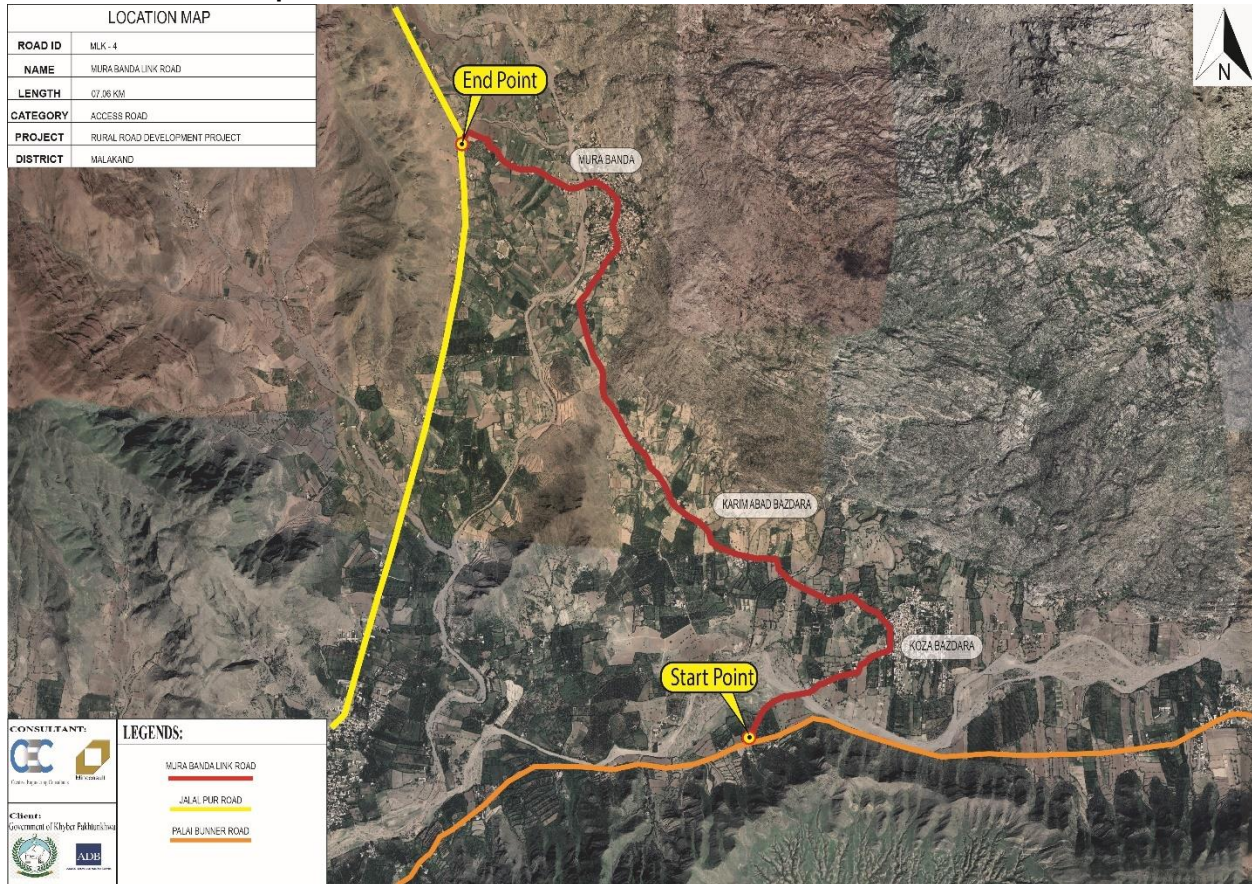 LOCATION MAP
ROAD ID MLK - 4
NAME MURA BANDA LINK ROAD
LENGTH 07.06 KM
CATEGORY ACCESS ROAD
PROJECT RURAL ROAD DEVELOPMENT PROJECT
DISTRICT MALAKAND
N
End Point
MURA BANDA
KARIM ABAD BAZDARA
KOZA BAZDARA
Start Point
CONSULTANT:
Client:
Government of Khyber Pakhtunkhwa
ADB
LEGENDS:
MURA BANDA LINK ROAD
JALAL PUR ROAD
PALAI BUNNER ROAD